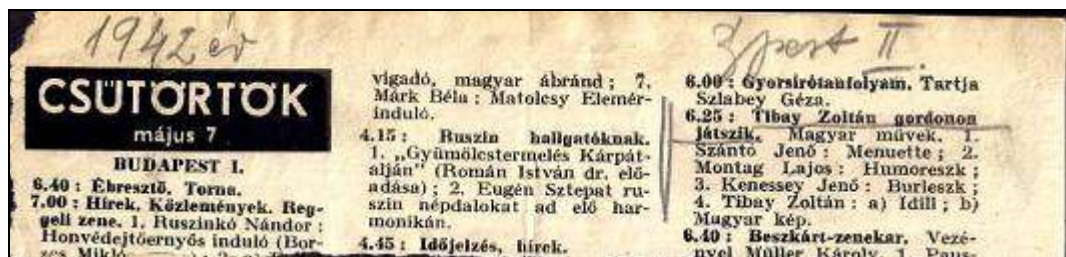 1942 év
CSÜTÖRTÖK
május 7
BUDAPEST I.
6.40 : Ébresztő. Torna.
7.00 : Hírek. Közlemények. Reg-
geli zene. 1. Ruszinkó Nándor :
Honvédejtőernyős induló (Bor-
vigadó, magyar ábránd ; 7.
Márk Béla : Matolcsy Elemér-
induló.
4.15 : Ruszin hallgatóknak.
1. „Gyümölcstermelés Kárpát-
alján" (Román István dr. elő-
adása) ; 2. Eugén Sztepat ru-
szin népdalokat ad elő har-
monikán.
4.45 : Időjelzés, hírek.
II.
6.00 : Gyorsírótanfolyam. Tartja
Szlabey Géza.
6.25 : Tibay Zoltán gordonon
játszik. Magyar művek. 1.
Szántó Jenő : Menuette ; 2.
Montag Lajos : Humoreszk ;
3. Kenessey Jenő : Burleszk ;
4. Tibay Zoltán : a) Idill ; b)
Magyar kép.
6.40 : Beszkárt-zenekar. Vezé-
nyel Müller Károly. 1. Paus-